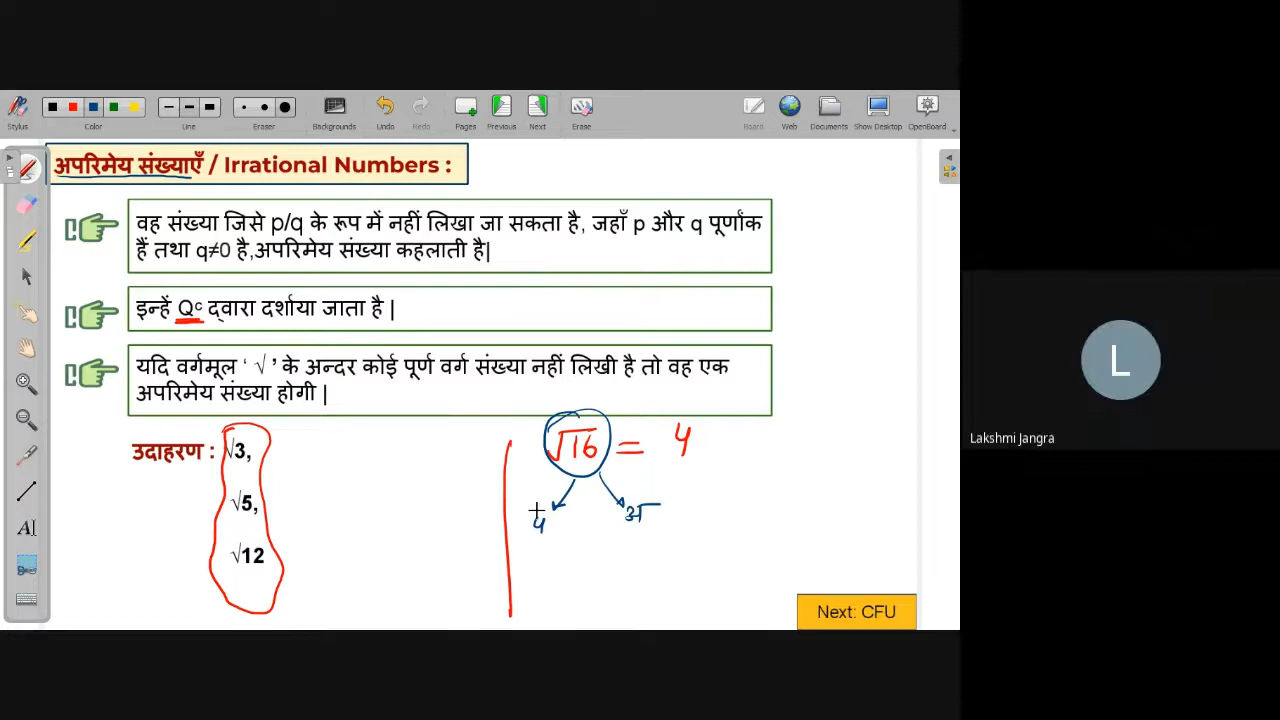 Stylus Color Line Eraser Backgrounds Undo Redo Pages Previous Next Erase Board Web Documents Show Desktop OpenBoard
अपरिमेय संख्याएँ / Irrational Numbers :
वह संख्या जिसे p/q के रूप में नहीं लिखा जा सकता है, जहाँ p और q पूर्णांक
हैं तथा q≠0 है,अपरिमेय संख्या कहलाती है|
इन्हें Qᶜ द्वारा दर्शाया जाता है |
यदि वर्गमूल ‘ √ ’ के अन्दर कोई पूर्ण वर्ग संख्या नहीं लिखी है तो वह एक
अपरिमेय संख्या होगी |
उदाहरण : √3,
√5,
√12
√16 = 4
4 अ
Next: CFU
L
Lakshmi Jangra